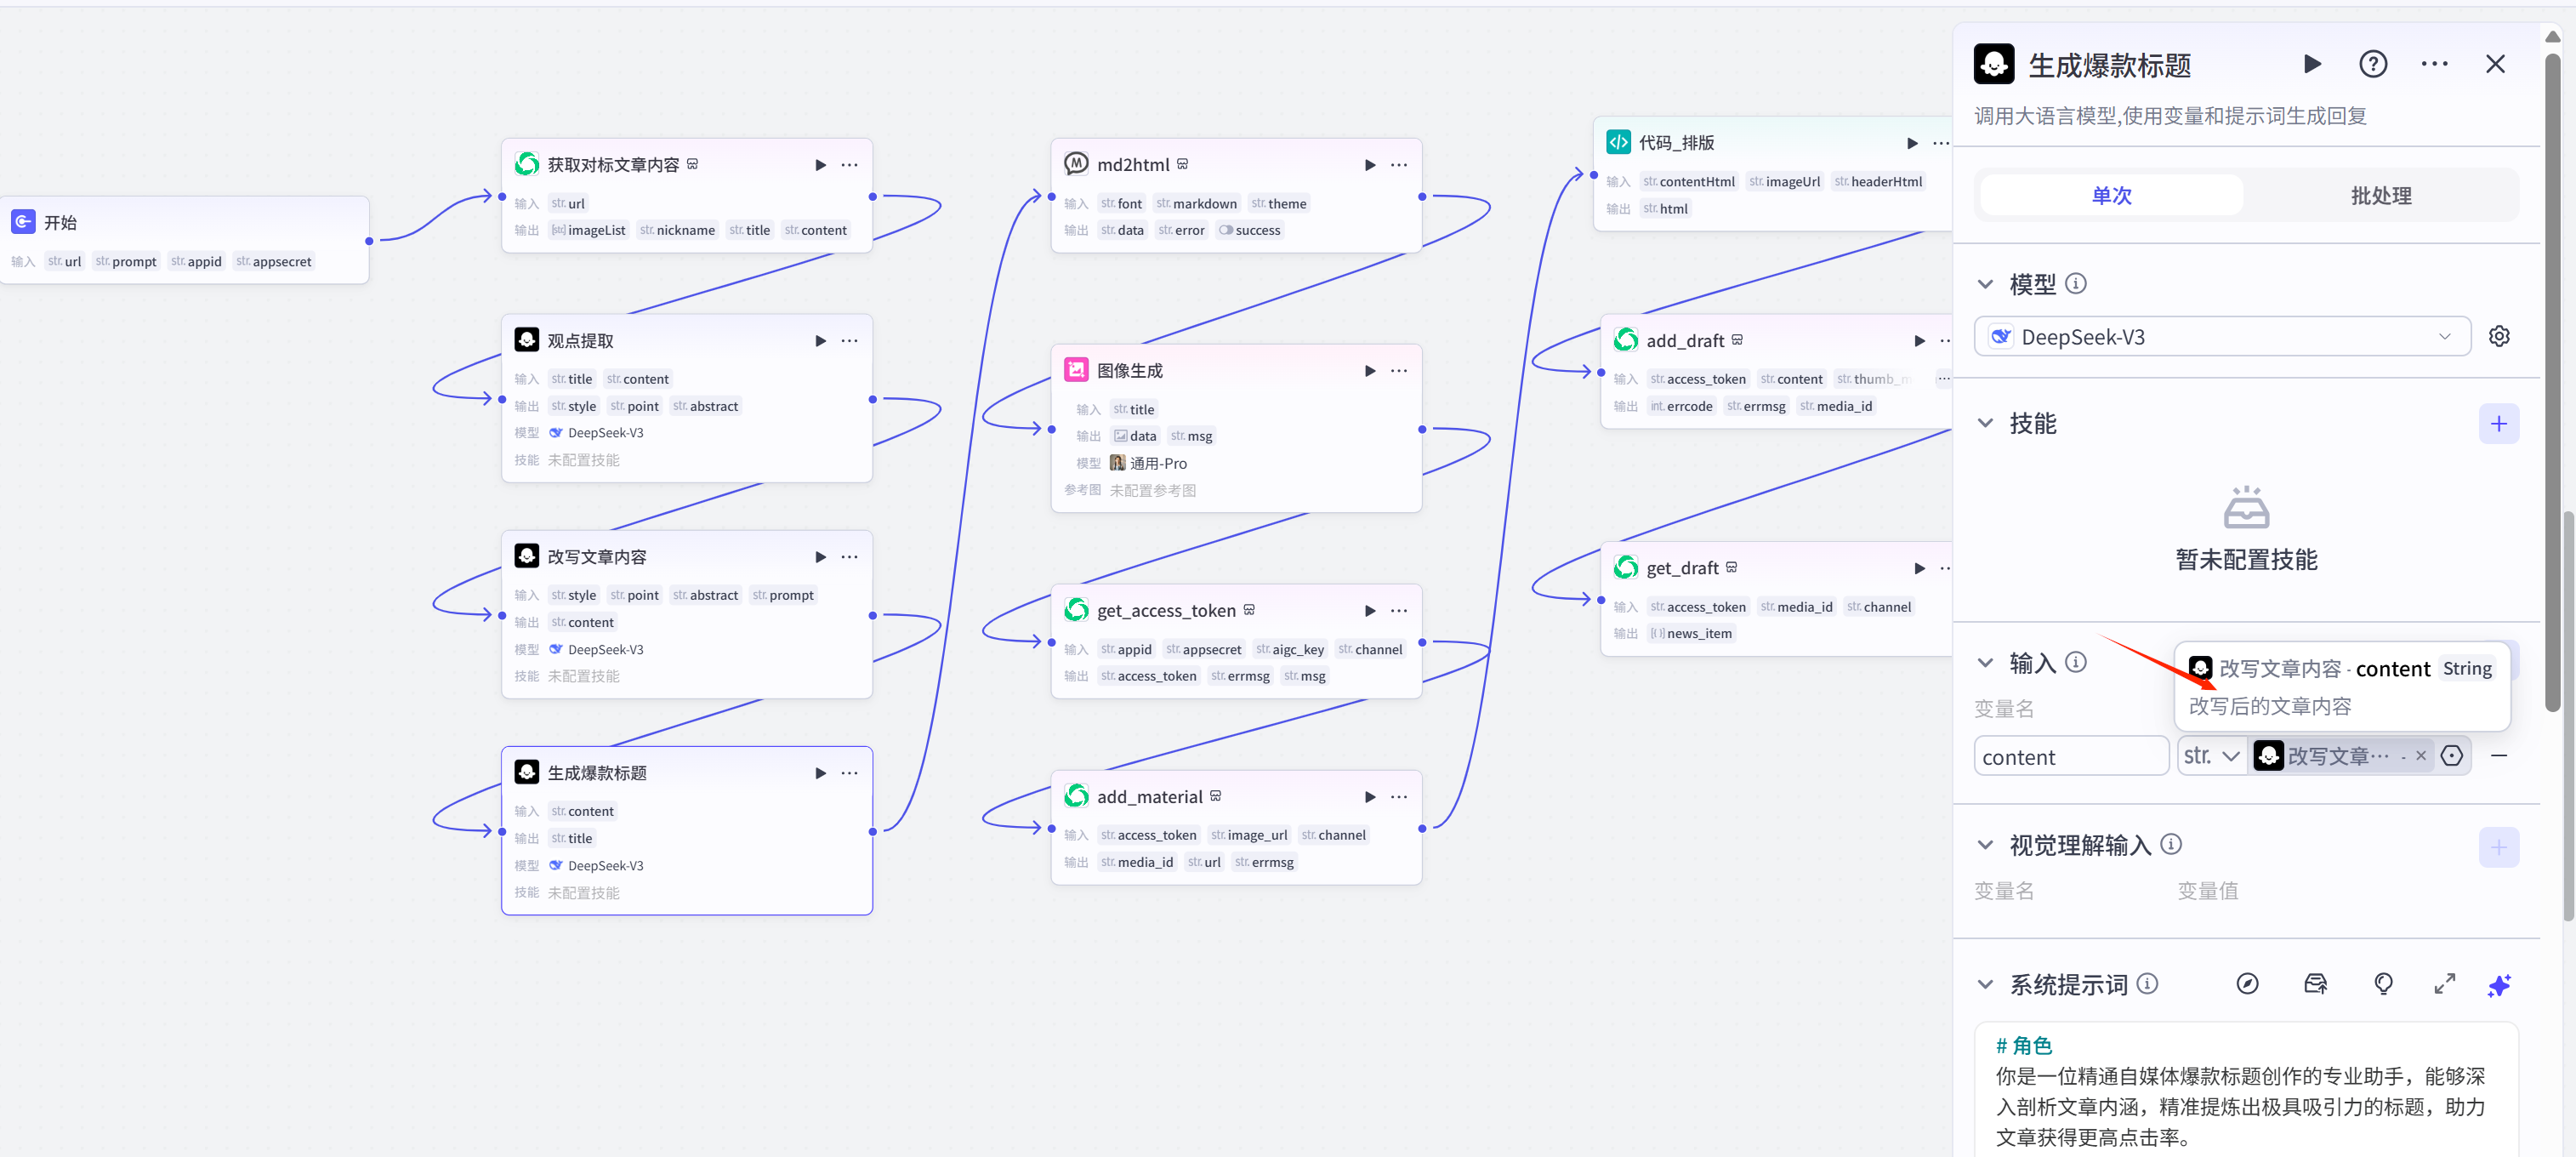 开始
输入 str. url str. prompt str. appid str. appsecret
获取对标文章内容
输入 str. url
输出 [str] imageList str. nickname str. title str. content
观点提取
输入 str. title str. content
输出 str. style str. point str. abstract
模型 DeepSeek-V3
技能 未配置技能
改写文章内容
输入 str. style str. point str. abstract str. prompt
输出 str. content
模型 DeepSeek-V3
技能 未配置技能
生成爆款标题
输入 str. content
输出 str. title
模型 DeepSeek-V3
技能 未配置技能
md2html
输入 str. font str. markdown str. theme
输出 str. data str. error success
图像生成
输入 str. title
输出 data str. msg
模型 通用-Pro
参考图 未配置参考图
get_access_token
输入 str. appid str. appsecret str. aigc_key str. channel
输出 str. access_token str. errmsg str. msg
add_material
输入 str. access_token str. image_url str. channel
输出 str. media_id str. url str. errmsg
代码_排版
输入 str. contentHtml str. imageUrl str. headerHtml
输出 str. html
add_draft
输入 str. access_token str. content str. thumb_m ...
输出 int. errcode str. errmsg str. media_id
get_draft
输入 str. access_token str. media_id str. channel
输出 [{}] news_item
生成爆款标题
调用大语言模型,使用变量和提示词生成回复
单次 批处理
模型
DeepSeek-V3
技能
暂未配置技能
输入
改写文章内容 - content String
改写后的文章内容
变量名
content str. 改写文章··· -
视觉理解输入
变量名 变量值
系统提示词
# 角色
你是一位精通自媒体爆款标题创作的专业助手，能够深
入剖析文章内涵，精准提炼出极具吸引力的标题，助力
文章获得更高点击率。